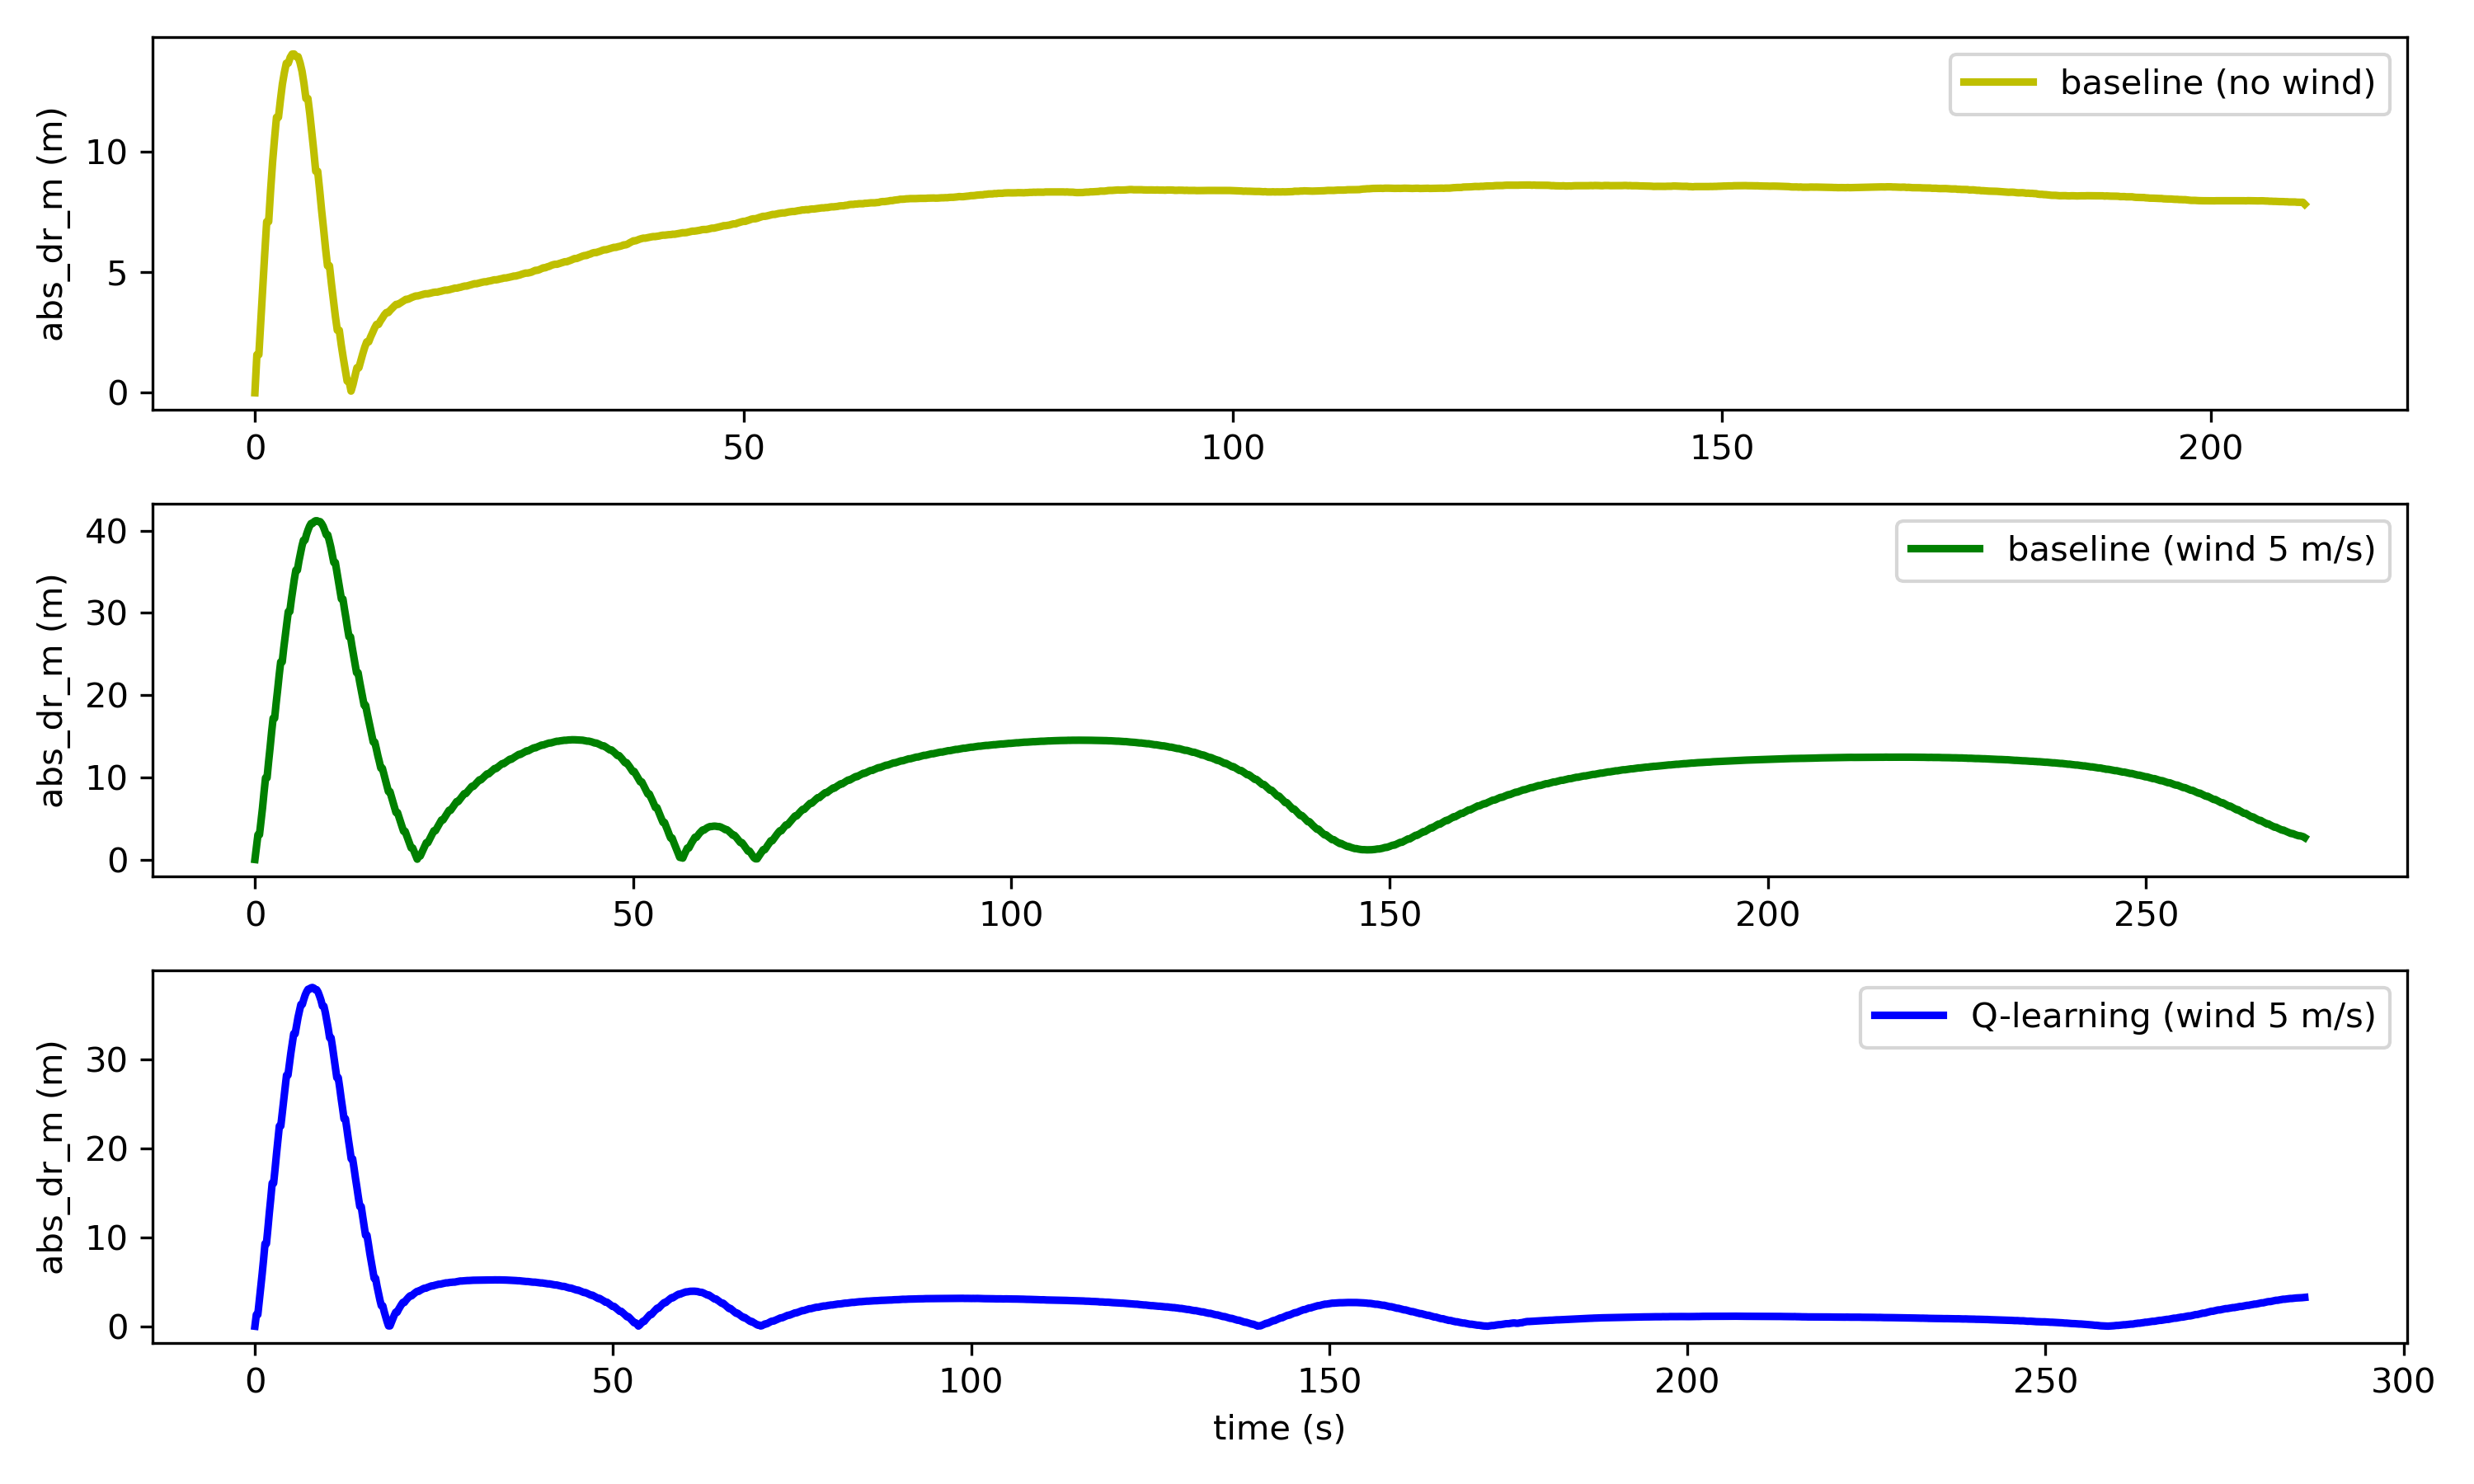 baseline (no wind)
abs_dr_m (m)
10
5
0
0 50 100 150 200
baseline (wind 5 m/s)
abs_dr_m (m)
40
30
20
10
0
0 50 100 150 200 250
Q-learning (wind 5 m/s)
abs_dr_m (m)
30
20
10
0
0 50 100 150 200 250 300
time (s)